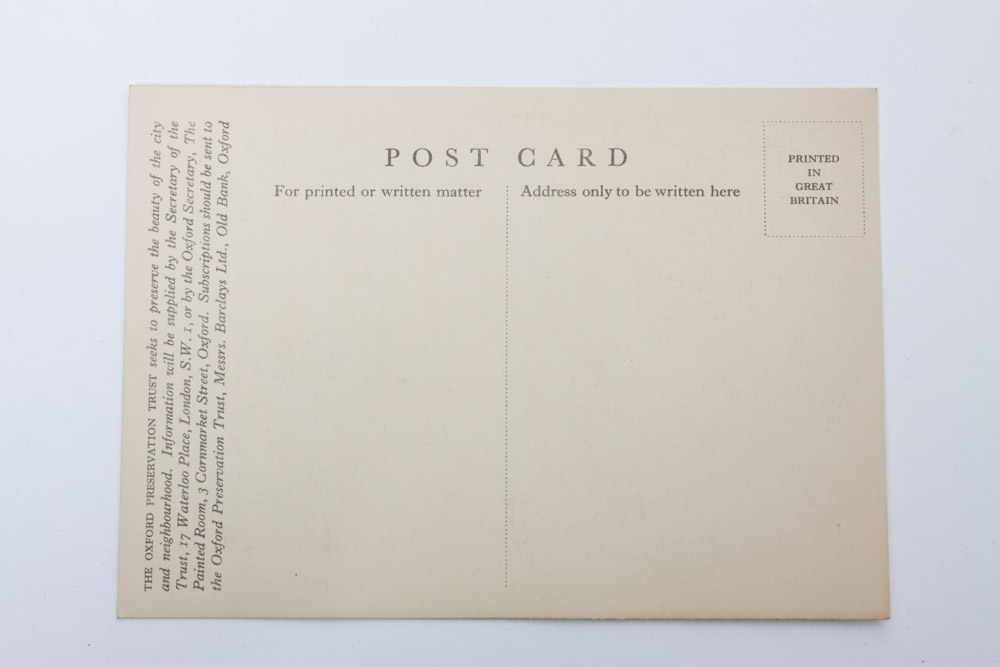 POST CARD
For printed or written matter
Address only to be written here
PRINTED
IN
GREAT
BRITAIN
THE OXFORD PRESERVATION TRUST seeks to preserve the beauty of the city
and neighbourhood. Information will be supplied by the Secretary of the
Trust, 17 Waterloo Place, London, S.W. 1, or by the Oxford Secretary, The
Painted Room, 3 Cornmarket Street, Oxford. Subscriptions should be sent to
the Oxford Preservation Trust, Messrs. Barclays Ltd., Old Bank, Oxford